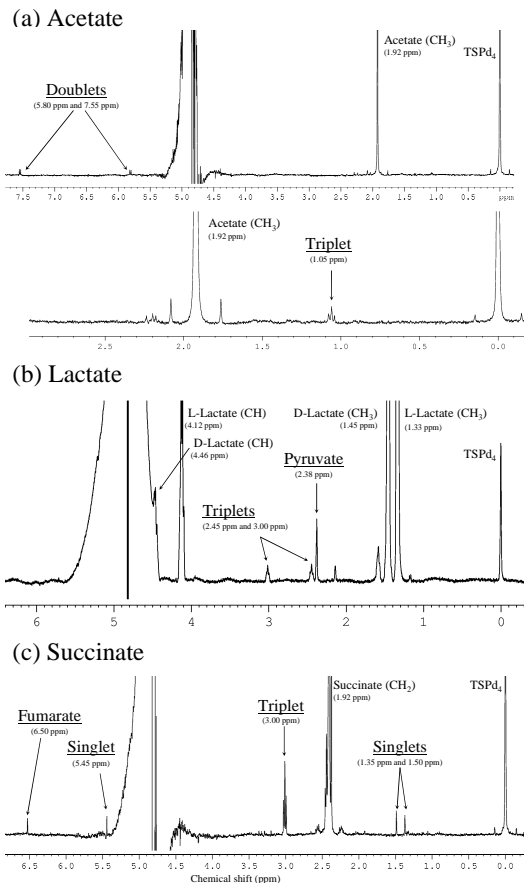 (a) Acetate
Acetate (CH3)
(1.92 ppm)
TSPd4
Doublets
(5.80 ppm and 7.55 ppm)
7.5 7.0 6.5 6.0 5.5 5.0 4.5 4.0 3.5 3.0 2.5 2.0 1.5 1.0 0.5 ppm
Acetate (CH3)
(1.92 ppm)
Triplet
(1.05 ppm)
2.5 2.0 1.5 1.0 0.5 0.0
(b) Lactate
L-Lactate (CH)
(4.12 ppm)
D-Lactate (CH3)
(1.45 ppm)
L-Lactate (CH3)
(1.33 ppm)
D-Lactate (CH)
(4.46 ppm)
Pyruvate
(2.38 ppm)
TSPd4
Triplets
(2.45 ppm and 3.00 ppm)
6 5 4 3 2 1 0
(c) Succinate
Succinate (CH2)
(1.92 ppm)
TSPd4
Triplet
(3.00 ppm)
Fumarate
(6.50 ppm)
Singlet
(5.45 ppm)
Singlets
(1.35 ppm and 1.50 ppm)
6.5 6.0 5.5 5.0 4.5 4.0 3.5 3.0 2.5 2.0 1.5 1.0 0.5 0.0
Chemical shift (ppm)